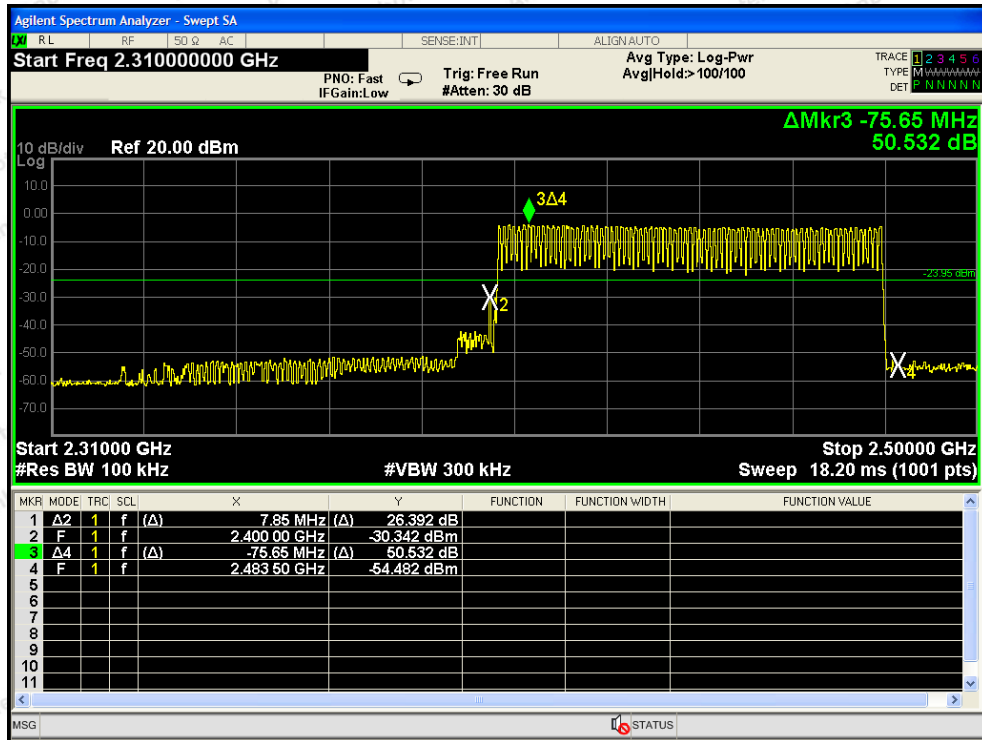 Agilent Spectrum Analyzer - Swept SA
LXI RL RF 50 Ω AC SENSE:INT ALIGNAUTO
Start Freq 2.310000000 GHz
Avg Type: Log-Pwr
TRACE 1 2 3 4 5 6
PNO: Fast Trig: Free Run Avg|Hold:> 100/100
TYPE M
IFGain:Low #Atten: 30 dB
DET P N N N N N
ΔMkr3 -75.65 MHz
50.532 dB
10 dB/div Ref 20.00 dBm
Log
10.0
3Δ4
0.00
-10.0
-20.0
-23.95 dBm
-30.0
2
-40.0
-50.0
-60.0
4
-70.0
Start 2.31000 GHz Stop 2.50000 GHz
#Res BW 100 kHz #VBW 300 kHz Sweep 18.20 ms (1001 pts)
MKR MODE TRC SCL X Y FUNCTION FUNCTION WIDTH FUNCTION VALUE
1 Δ2 1 f (Δ) 7.85 MHz (Δ) 26.392 dB
2 F 1 f 2.400 00 GHz -30.342 dBm
3 Δ4 1 f (Δ) -75.65 MHz (Δ) 50.532 dB
4 F 1 f 2.483 50 GHz -54.482 dBm
5
6
7
8
9
10
11
MSG STATUS